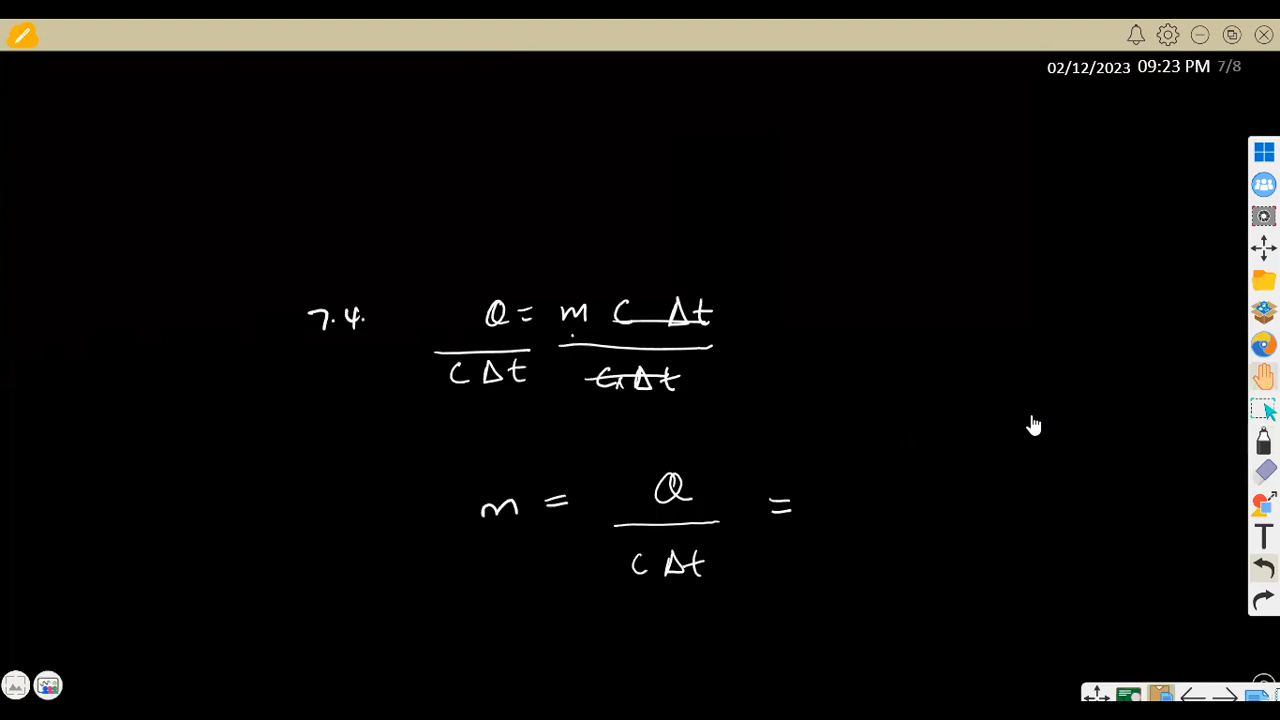 02/12/2023 09:23 PM 7/8
7.4. Q = m c Δt
c Δt c Δt
m = Q =
c Δt